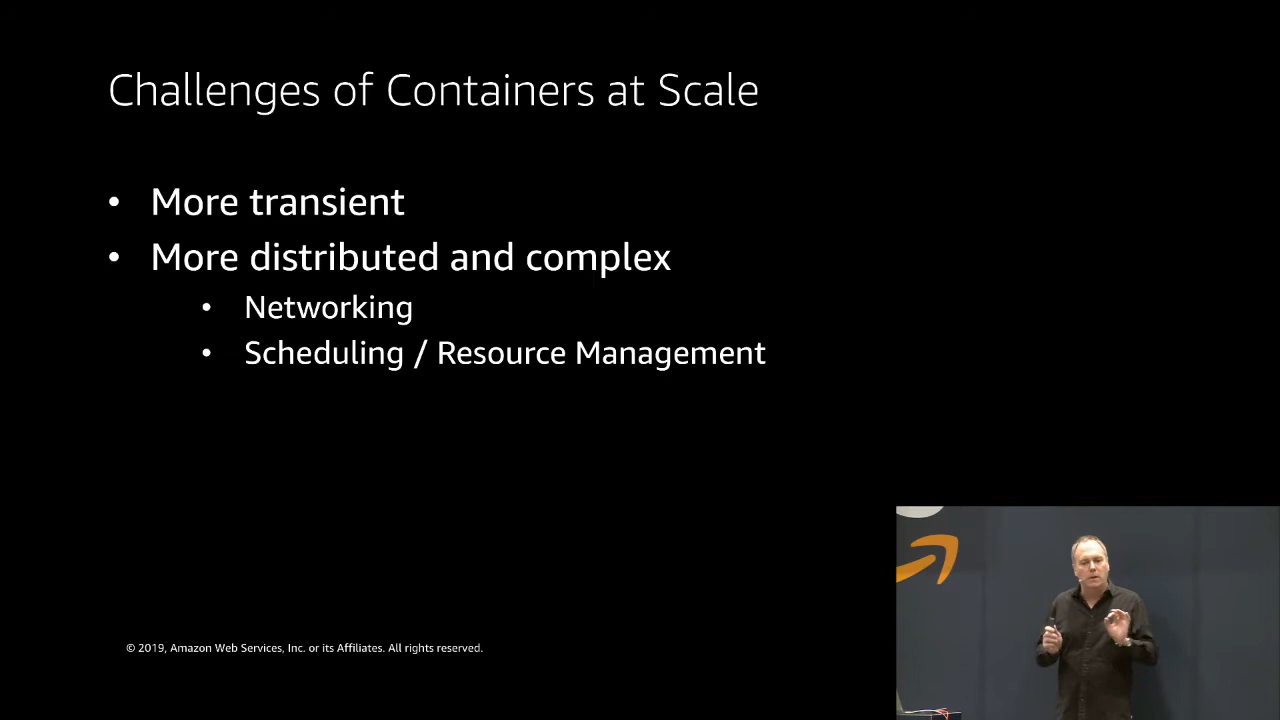 Challenges of Containers at Scale
• More transient
• More distributed and complex
• Networking
• Scheduling / Resource Management
© 2019, Amazon Web Services, Inc. or its Affiliates. All rights reserved.